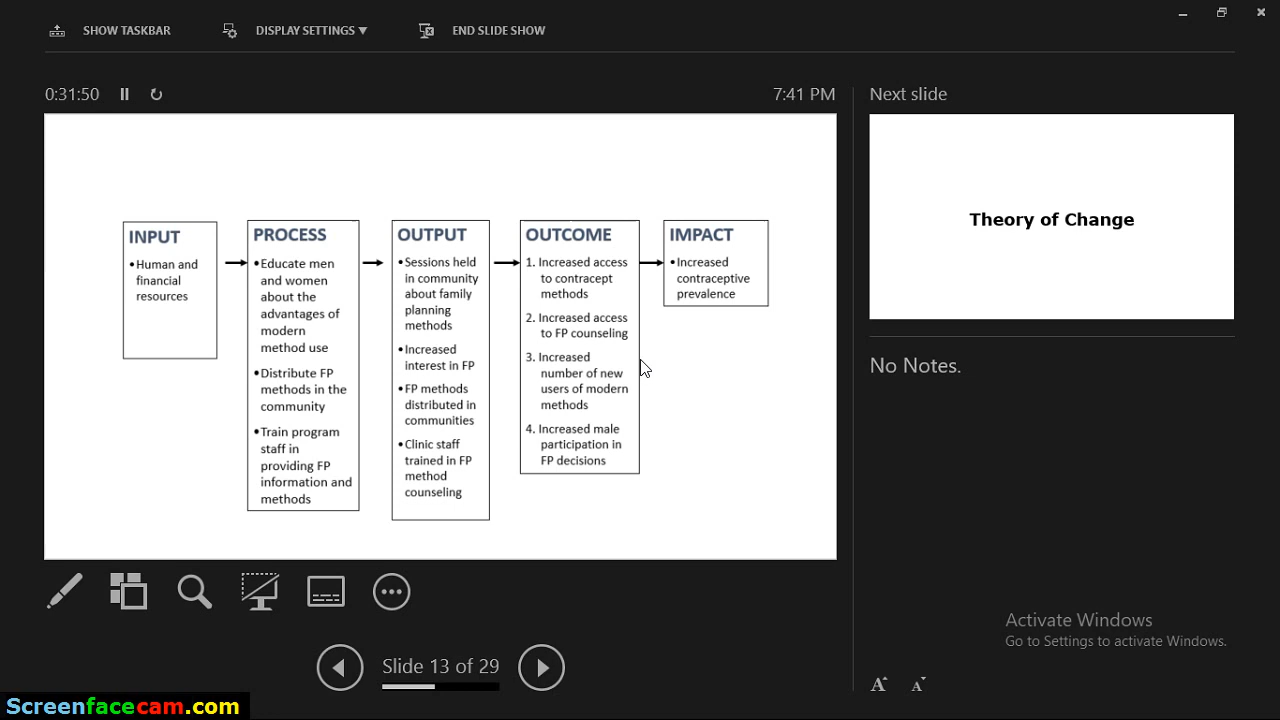 SHOW TASKBAR
DISPLAY SETTINGS ▼
END SLIDE SHOW
0:31:50
7:41 PM
Next slide
INPUT
•Human and
financial
resources
PROCESS
•Educate men
and women
about the
advantages of
modern
method use
•Distribute FP
methods in the
community
•Train program
staff in
providing FP
information and
methods
OUTPUT
•Sessions held
in community
about family
planning
methods
•Increased
interest in FP
•FP methods
distributed in
communities
•Clinic staff
trained in FP
method
counseling
OUTCOME
1. Increased access
to contracept
methods
2. Increased access
to FP counseling
3. Increased
number of new
users of modern
methods
4. Increased male
participation in
FP decisions
IMPACT
•Increased
contraceptive
prevalence
Theory of Change
No Notes.
Slide 13 of 29
Activate Windows
Go to Settings to activate Windows.
A A
Screenfacecam.com